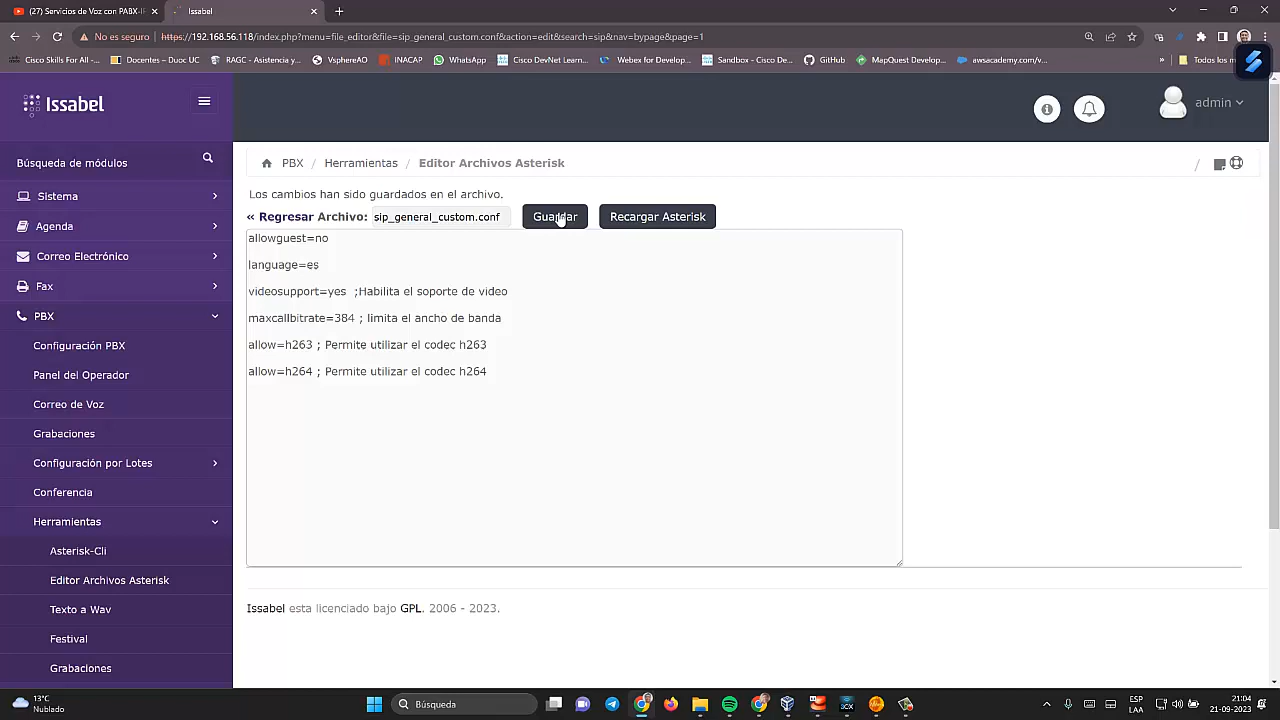 (27) Servicios de Voz con PABX-IP
Issabel
No es seguro
https://192.168.56.118/index.php?menu=file_editor&file=sip_general_custom.conf&action=edit&search=sip&nav=bypage&page=1
Cisco Skills For All -...
Docentes – Duoc UC
RAGC - Asistencia y...
VsphereAO
INACAP
WhatsApp
Cisco DevNet Learn...
Webex for Develop...
Sandbox - Cisco De...
GitHub
MapQuest Develop...
awsacademy.com/v...
»
Todos los m
Issabel
admin
Búsqueda de módulos
Sistema
Agenda
Correo Electrónico
Fax
PBX
Configuración PBX
Panel del Operador
Correo de Voz
Grabaciones
Configuración por Lotes
Conferencia
Herramientas
Asterisk-Cli
Editor Archivos Asterisk
Texto a Wav
Festival
Grabaciones
PBX / Herramientas / Editor Archivos Asterisk
/
Los cambios han sido guardados en el archivo.
« Regresar Archivo: sip_general_custom.conf Guardar Recargar Asterisk
allowguest=no
language=es
videosupport=yes ;Habilita el soporte de video
maxcallbitrate=384 ; limita el ancho de banda
allow=h263 ; Permite utilizar el codec h263
allow=h264 ; Permite utilizar el codec h264
Issabel esta licenciado bajo GPL. 2006 - 2023.
13°C
Nublado
Búsqueda
ESP
LAA
21:04
21-09-2023